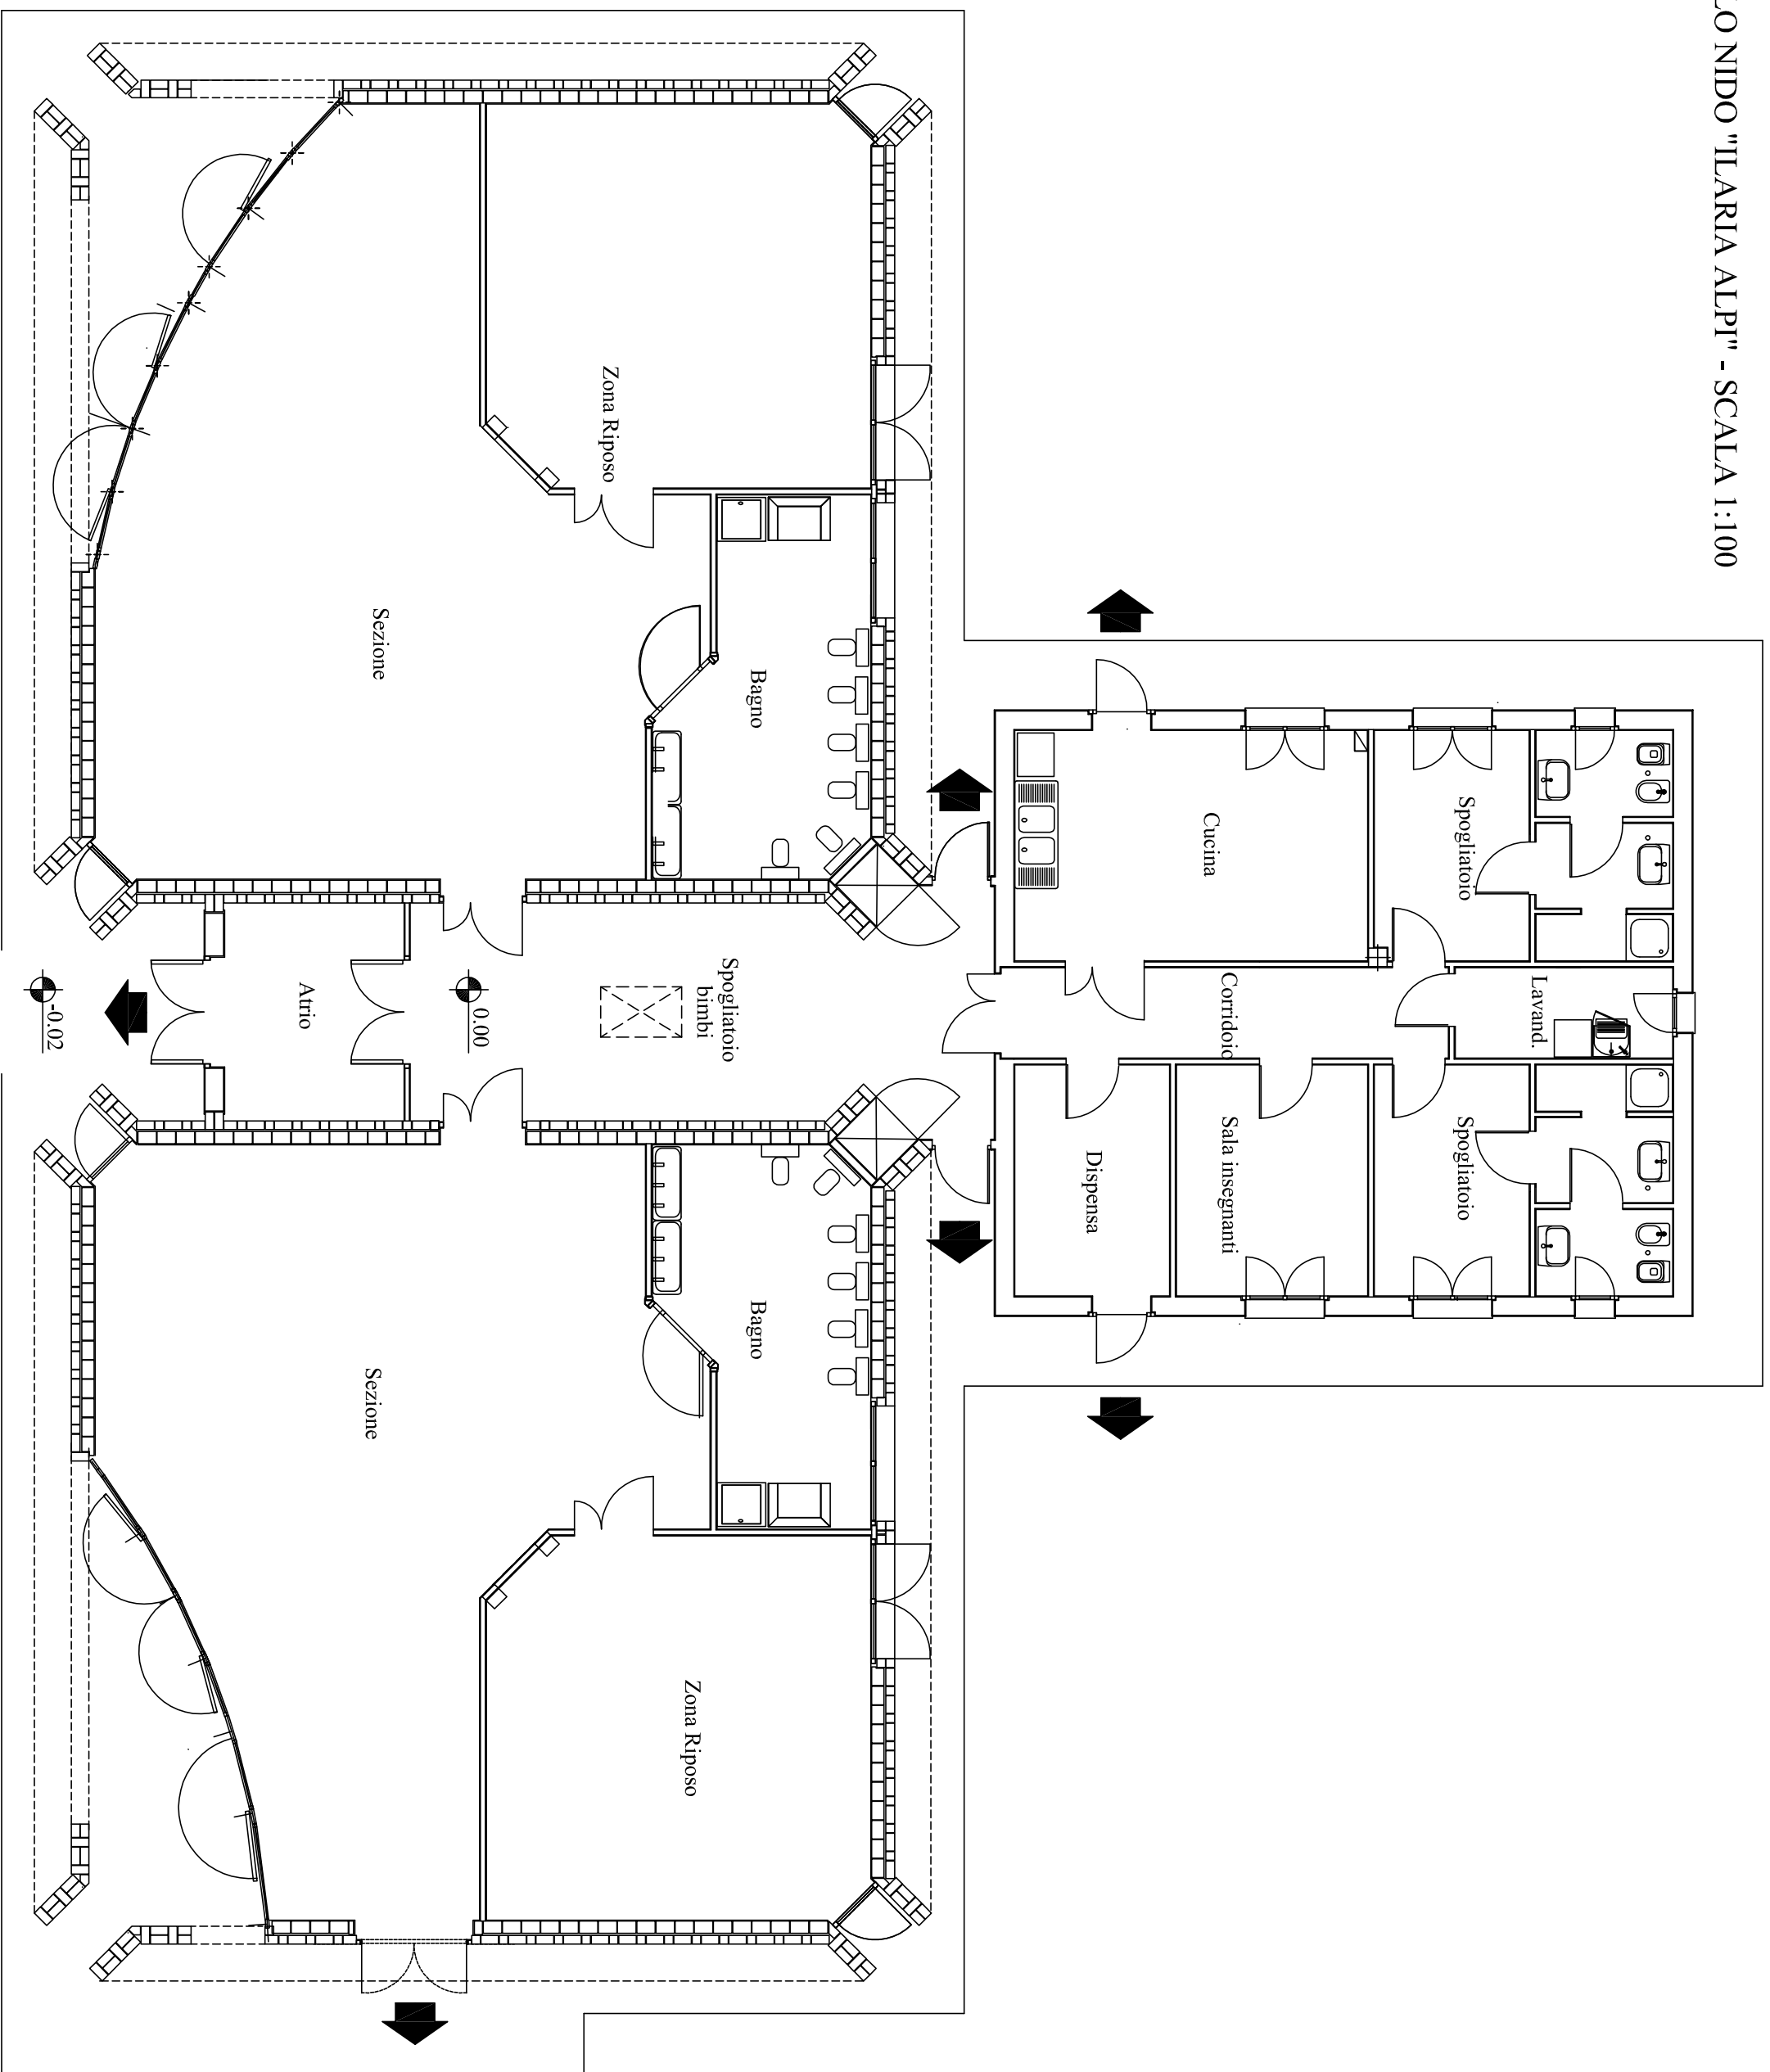 LO NIDO "ILARIA ALPI" - SCALA 1:100
Lavand.
Spogliatoio
Spogliatoio
Cucina
Corridoio
Sala insegnanti
Dispensa
Bagno
Bagno
Spogliatoio
bimbi
Zona Riposo
Zona Riposo
0.00
Sezione
Sezione
Atrio
-0.02